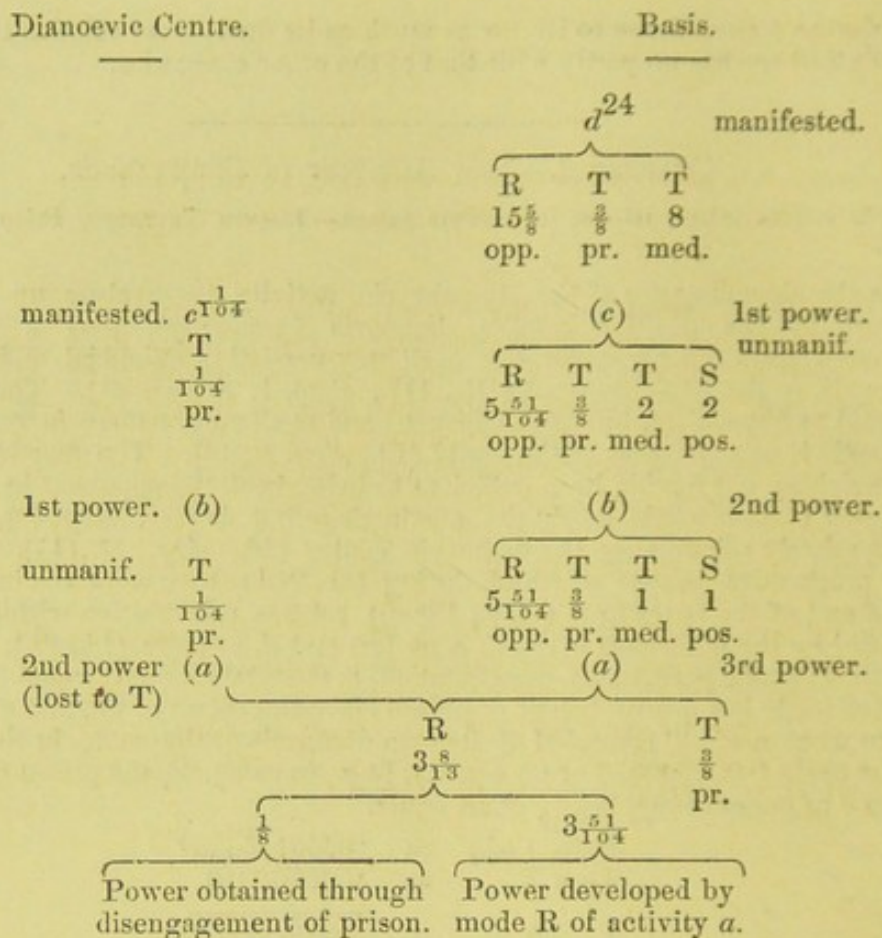 Dianoevic Centre. Basis.
d^24 manifested.
R T T
15 5/8 3/8 8
opp. pr. med.
manifested. c^1/104 (c) 1st power.
unmanif.
T R T T S
1/104 5 51/104 3/8 2 2
pr. opp. pr. med. pos.
1st power. (b) (b) 2nd power.
unmanif. T R T T S
1/104 5 51/104 3/8 1 1
pr. opp. pr. med. pos.
2nd power (a) (a) 3rd power.
(lost to T)
R T
3 8/13 3/8
pr.
1/8 3 51/104
Power obtained through Power developed by
disengagement of prison. mode R of activity a.